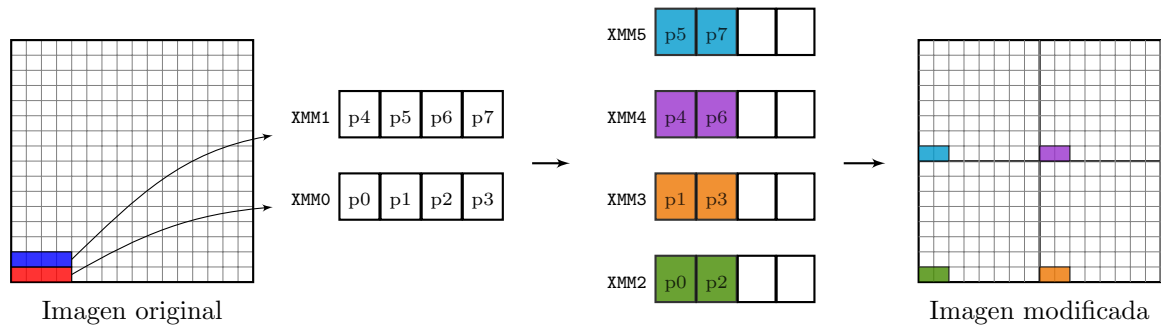 XMM5 p5 p7
XMM1 p4 p5 p6 p7
XMM4 p4 p6
XMM0 p0 p1 p2 p3
XMM3 p1 p3
XMM2 p0 p2
Imagen original
Imagen modificada